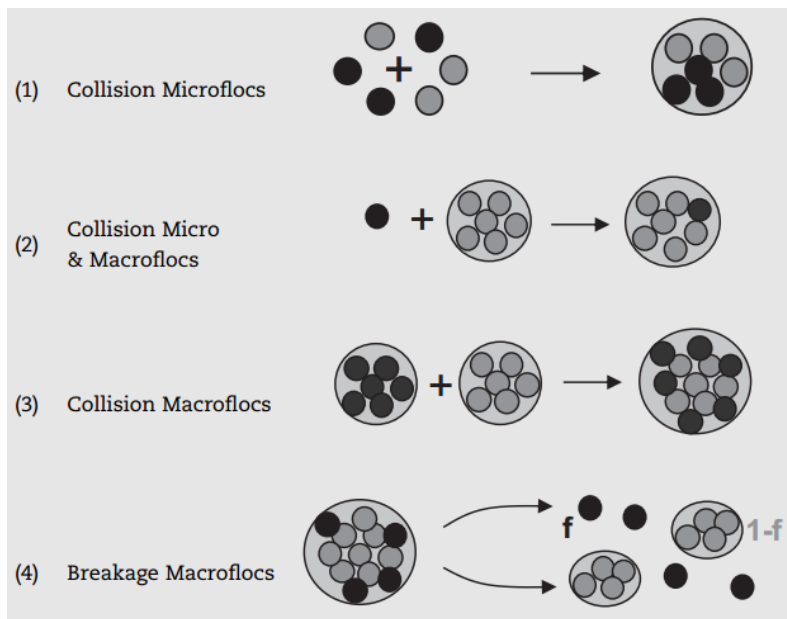 (1) Collision Microflocs
+
(2) Collision Micro
& Macroflocs
+
(3) Collision Macroflocs
+
(4) Breakage Macroflocs
f
1-f